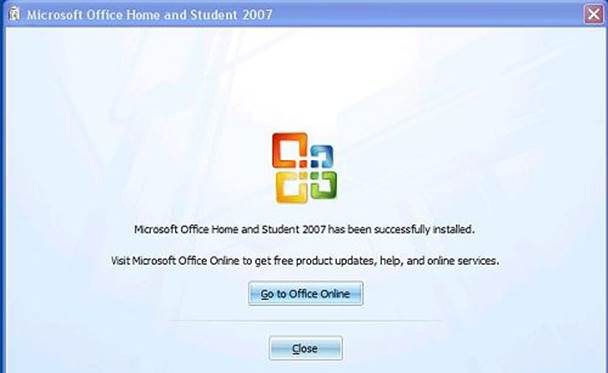 Microsoft Office Home and Student 2007
Microsoft Office Home and Student 2007 has been successfully installed.
Visit Microsoft Office Online to get free product updates, help, and online services.
Go to Office Online
Close